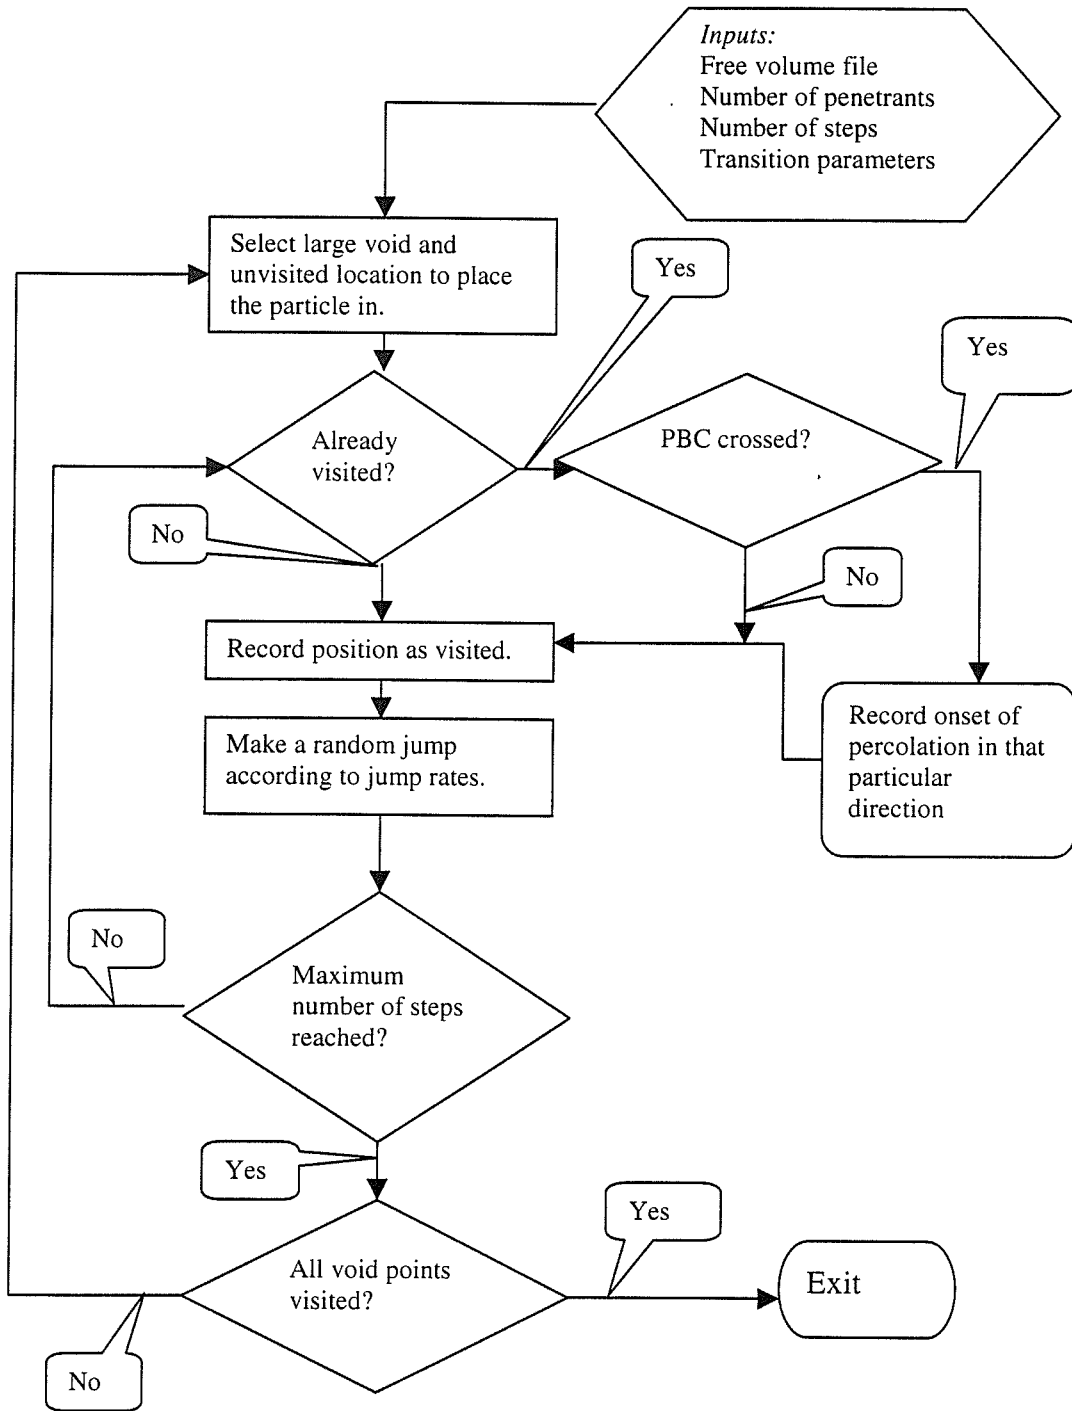 Inputs:
Free volume file
Number of penetrants
Number of steps
Transition parameters
Select large void and
unvisited location to place
the particle in.
Yes
Yes
Already
visited?
PBC crossed?
No
No
Record position as visited.
Make a random jump
according to jump rates.
Record onset of
percolation in that
particular
direction
No
Maximum
number of steps
reached?
Yes
Yes
All void points
visited?
Exit
No